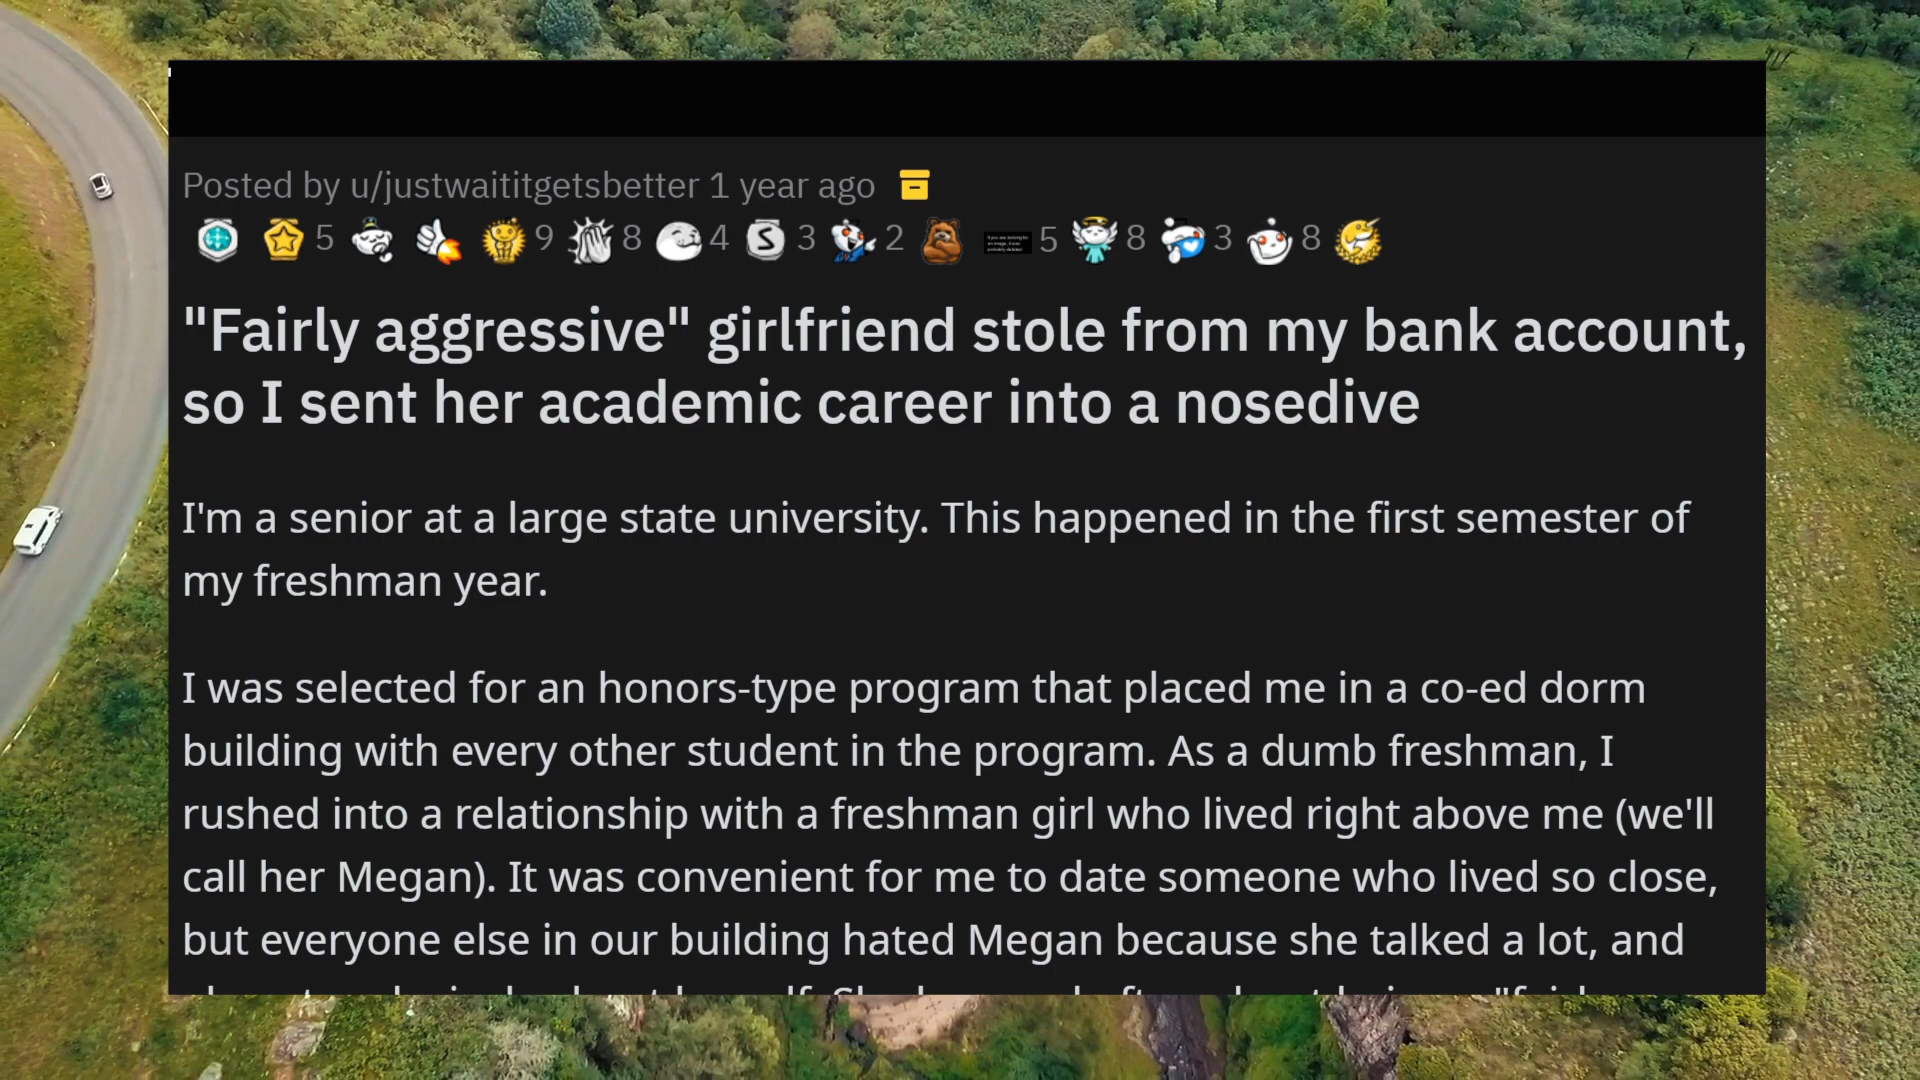 Posted by u/justwaititgetsbetter 1 year ago
5 9 8 4 3 2 5 8 3 8
"Fairly aggressive" girlfriend stole from my bank account,
so I sent her academic career into a nosedive
I'm a senior at a large state university. This happened in the first semester of
my freshman year.
I was selected for an honors-type program that placed me in a co-ed dorm
building with every other student in the program. As a dumb freshman, I
rushed into a relationship with a freshman girl who lived right above me (we'll
call her Megan). It was convenient for me to date someone who lived so close,
but everyone else in our building hated Megan because she talked a lot, and